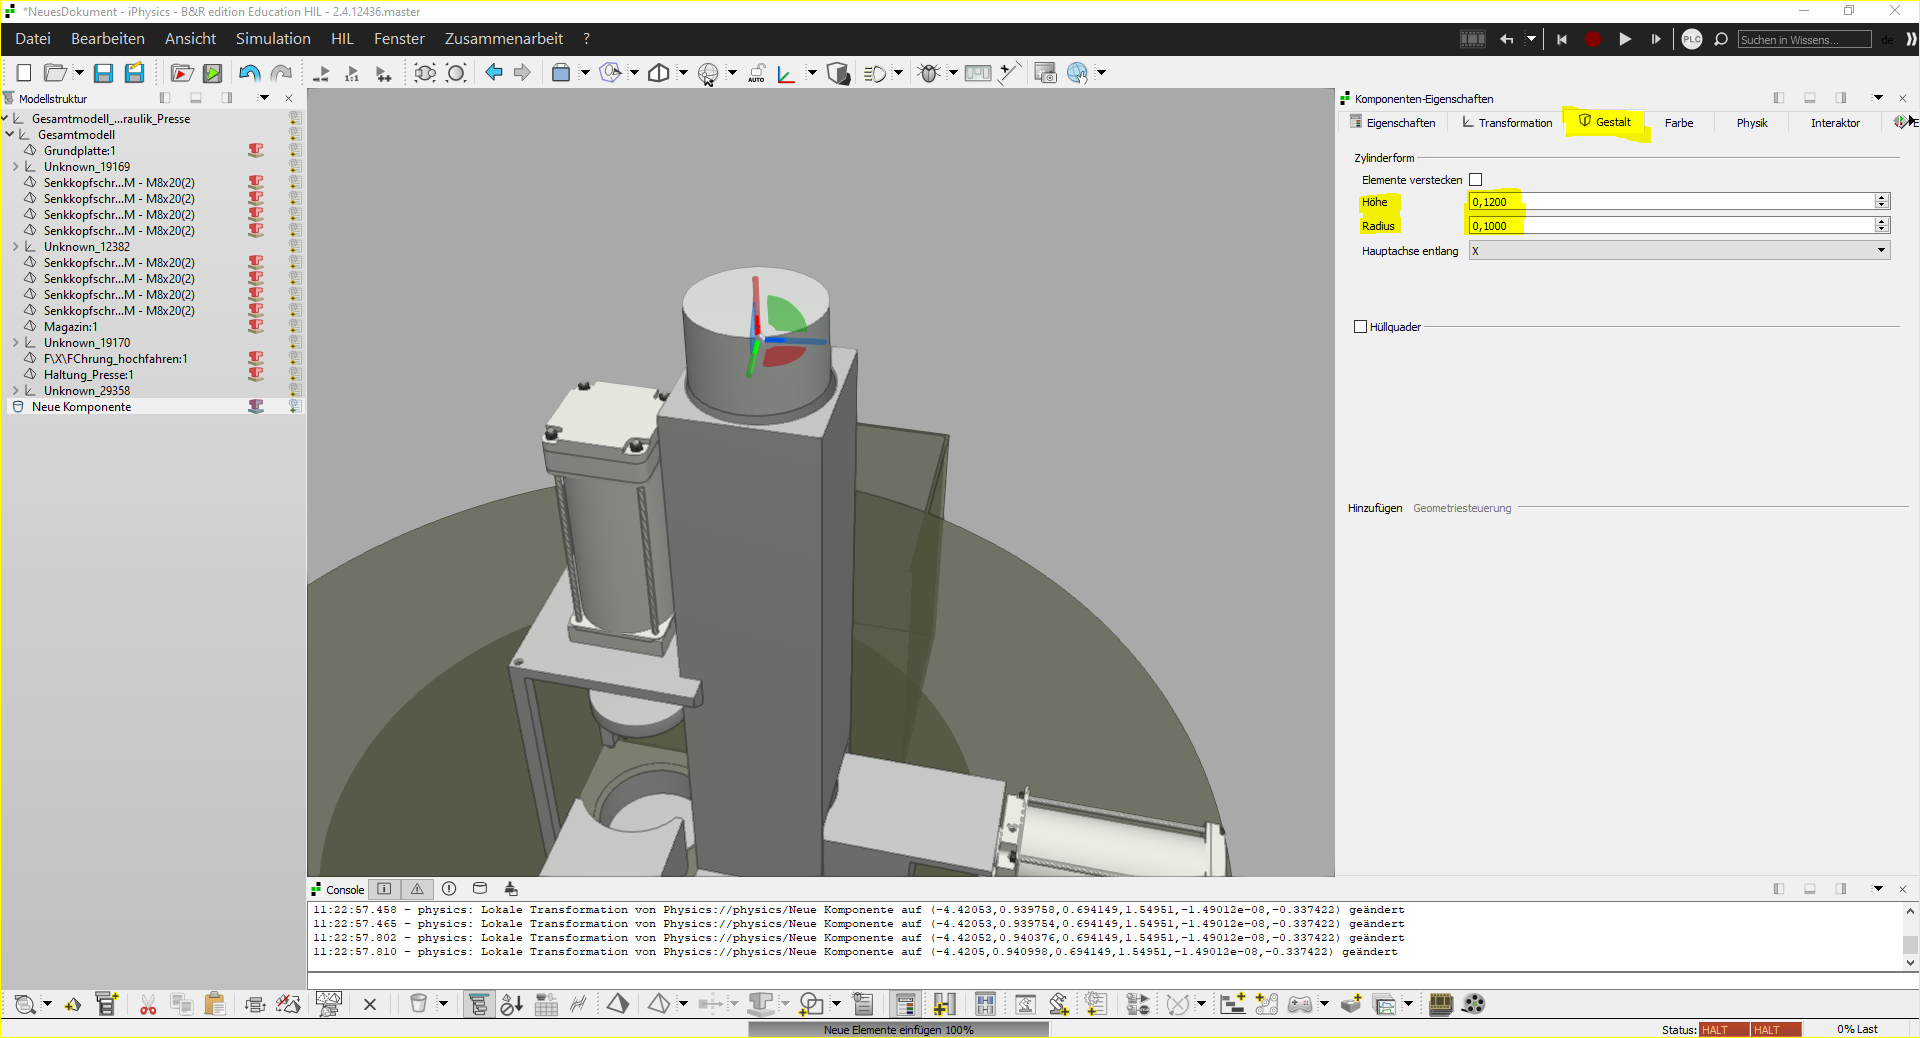 *NeuesDokument - iPhysics - B&R edition Education HIL - 2.4.12436.master
Datei Bearbeiten Ansicht Simulation HIL Fenster Zusammenarbeit ?
PLC
Suchen in Wissens...
de
1:1
AUTO
Modellstruktur
Gesamtmodell_...raulik_Presse
Gesamtmodell
Grundplatte:1
Unknown_19169
Senkkopfschr...M - M8x20(2)
Senkkopfschr...M - M8x20(2)
Senkkopfschr...M - M8x20(2)
Senkkopfschr...M - M8x20(2)
Unknown_12382
Senkkopfschr...M - M8x20(2)
Senkkopfschr...M - M8x20(2)
Senkkopfschr...M - M8x20(2)
Senkkopfschr...M - M8x20(2)
Magazin:1
Unknown_19170
F\X\FChrung_hochfahren:1
Haltung_Presse:1
Unknown_29358
Neue Komponente
Komponenten-Eigenschaften
Eigenschaften Transformation Gestalt Farbe Physik Interaktor E
Zylinderform
Elemente verstecken
Höhe 0,1200
Radius 0,1000
Hauptachse entlang X
Hüllquader
Hinzufügen Geometriesteuerung
Console
11:22:57.458 - physics: Lokale Transformation von Physics://physics/Neue Komponente auf (-4.42053,0.939758,0.694149,1.54951,-1.49012e-08,-0.337422) geändert
11:22:57.465 - physics: Lokale Transformation von Physics://physics/Neue Komponente auf (-4.42053,0.939754,0.694149,1.54951,-1.49012e-08,-0.337422) geändert
11:22:57.802 - physics: Lokale Transformation von Physics://physics/Neue Komponente auf (-4.42052,0.940376,0.694149,1.54951,-1.49012e-08,-0.337422) geändert
11:22:57.810 - physics: Lokale Transformation von Physics://physics/Neue Komponente auf (-4.4205,0.940998,0.694149,1.54951,-1.49012e-08,-0.337422) geändert
Neue Elemente einfügen 100%
Status: HALT HALT 0% Last